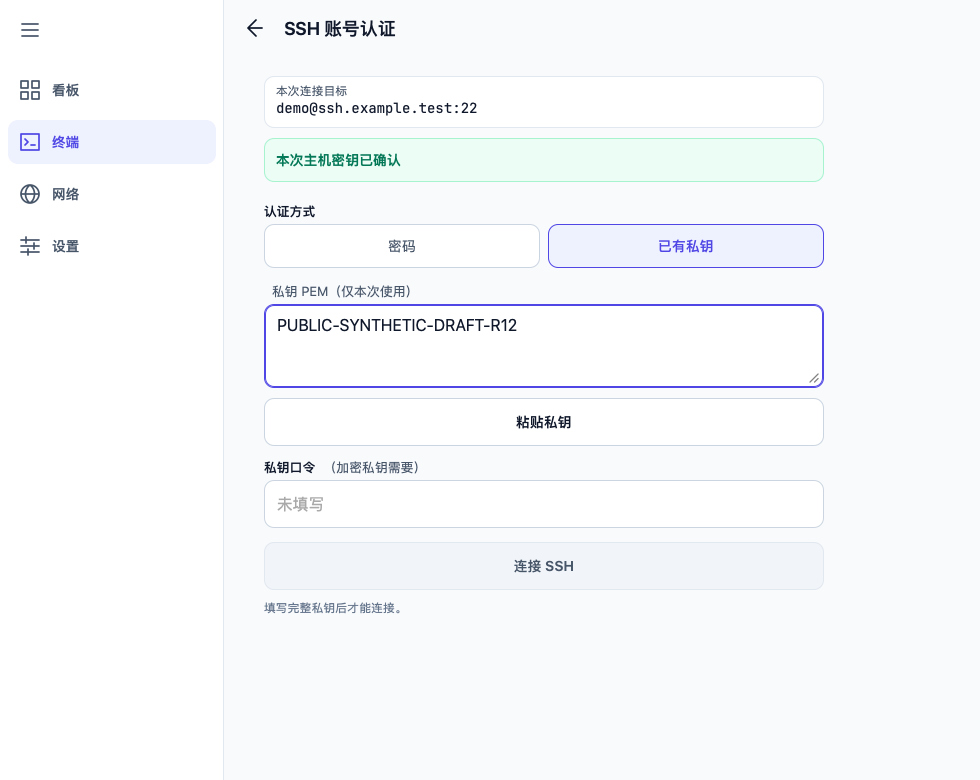 SSH 账号认证
看板
终端
网络
设置
本次连接目标
demo@ssh.example.test:22
本次主机密钥已确认
认证方式
密码
已有私钥
私钥 PEM（仅本次使用）
PUBLIC-SYNTHETIC-DRAFT-R12
粘贴私钥
私钥口令 （加密私钥需要）
未填写
连接 SSH
填写完整私钥后才能连接。